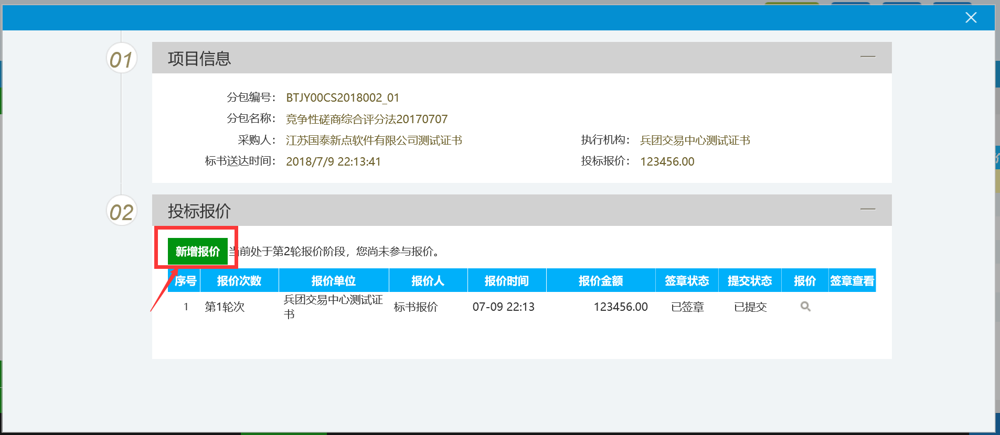 01
项目信息
分包编号： BTJY00CS2018002_01
分包名称： 竞争性磋商综合评分法20170707
采购人： 江苏国泰新点软件有限公司测试证书 执行机构： 兵团交易中心测试证书
标书送达时间： 2018/7/9 22:13:41 投标报价： 123456.00
02
投标报价
新增报价 当前处于第2轮报价阶段，您尚未参与报价。
序号 报价次数 报价单位 报价人 报价时间 报价金额 签章状态 提交状态 报价 签章查看
1 第1轮次 兵团交易中心测试证书 标书报价 07-09 22:13 123456.00 已签章 已提交